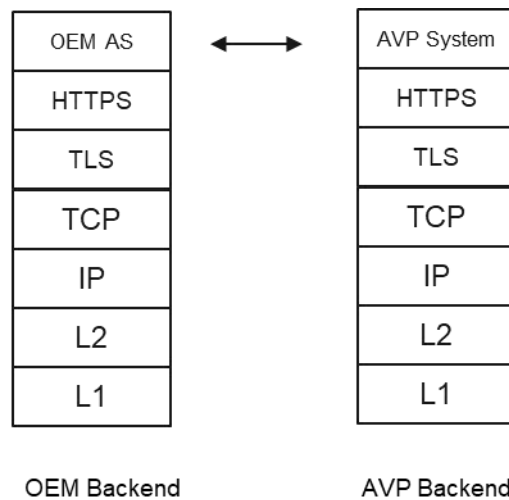 OEM AS
HTTPS
TLS
TCP
IP
L2
L1
OEM Backend
AVP System
HTTPS
TLS
TCP
IP
L2
L1
AVP Backend